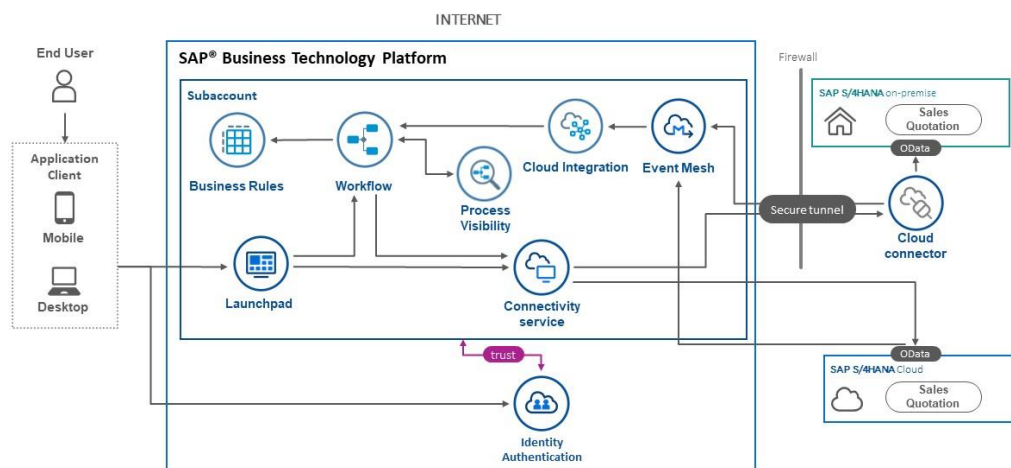 INTERNET
End User
Application
Client
Mobile
Desktop
SAP® Business Technology Platform
Subaccount
Business Rules
Workflow
Process
Visibility
Cloud Integration
Event Mesh
Launchpad
Connectivity
service
trust
Identity
Authentication
Firewall
Secure tunnel
SAP S/4HANA on-premise
Sales
Quotation
OData
Cloud
connector
OData
SAP S/4HANA Cloud
Sales
Quotation